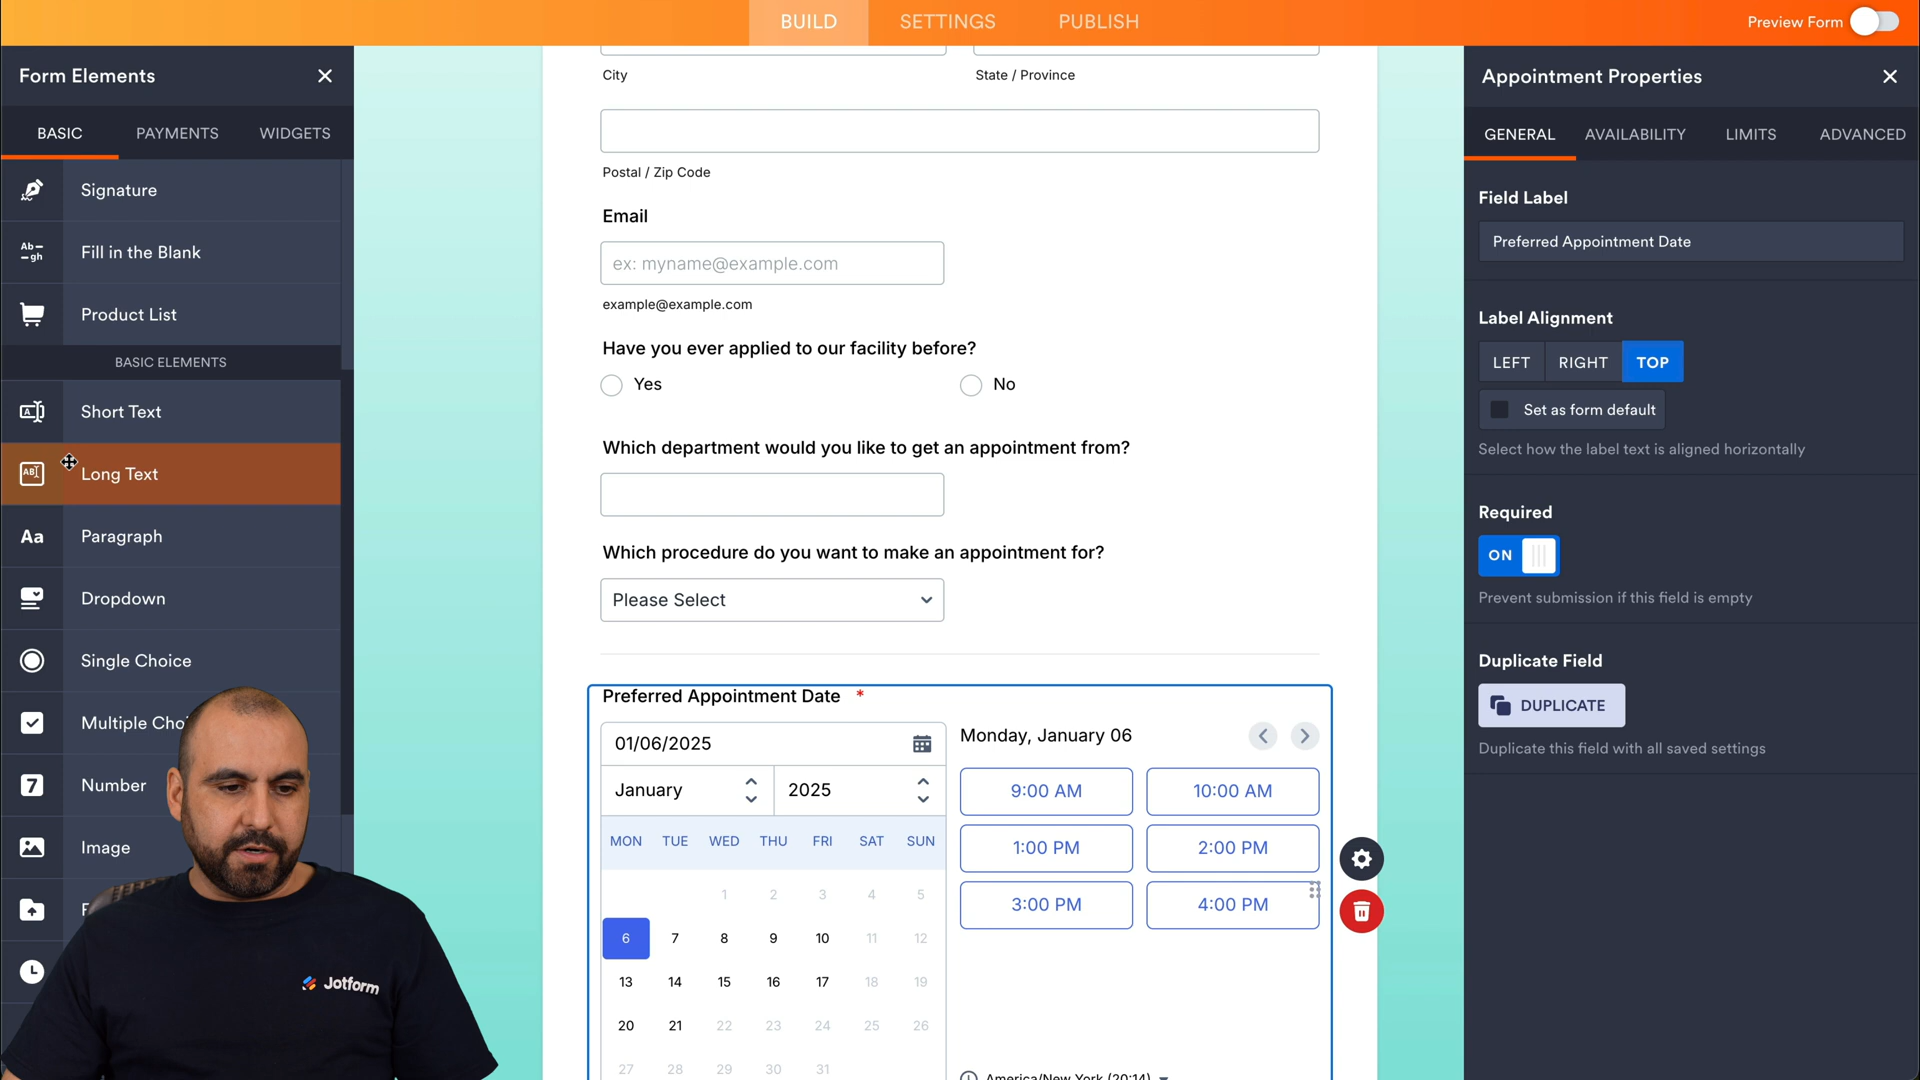 BUILD SETTINGS PUBLISH Preview Form
Form Elements
BASIC PAYMENTS WIDGETS
Signature
Ab
gh
Fill in the Blank
Product List
BASIC ELEMENTS
Short Text
Long Text
Aa Paragraph
Dropdown
Single Choice
Multiple Choi
7 Number
Image
City State / Province
Postal / Zip Code
Email
ex: myname@example.com
example@example.com
Have you ever applied to our facility before?
Yes No
Which department would you like to get an appointment from?
Which procedure do you want to make an appointment for?
Please Select
Preferred Appointment Date *
01/06/2025
January 2025
MON TUE WED THU FRI SAT SUN
1 2 3 4 5
6 7 8 9 10 11 12
13 14 15 16 17 18 19
20 21 22 23 24 25 26
27 28 29 30 31
Monday, January 06
9:00 AM 10:00 AM
1:00 PM 2:00 PM
3:00 PM 4:00 PM
America/New York (20:14)
Appointment Properties
GENERAL AVAILABILITY LIMITS ADVANCED
Field Label
Preferred Appointment Date
Label Alignment
LEFT RIGHT TOP
Set as form default
Select how the label text is aligned horizontally
Required
ON
Prevent submission if this field is empty
Duplicate Field
DUPLICATE
Duplicate this field with all saved settings
Jotform